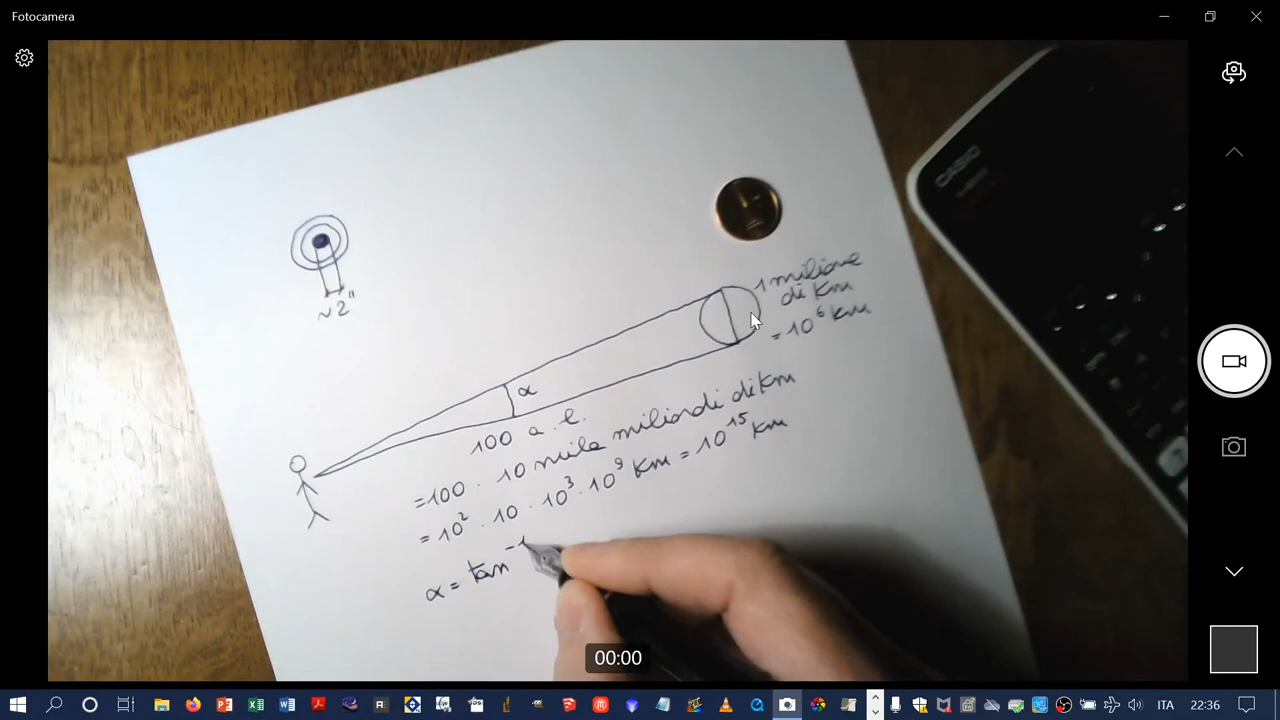 Fotocamera
CASIO
~2"
1 milione
di km
= 10⁶ km
α
100 a.l.
= 100 · 10 mila miliardi di km
= 10² · 10 · 10³ · 10⁹ km = 10¹⁵ km
α = tan⁻¹
00:00
ITA
22:36